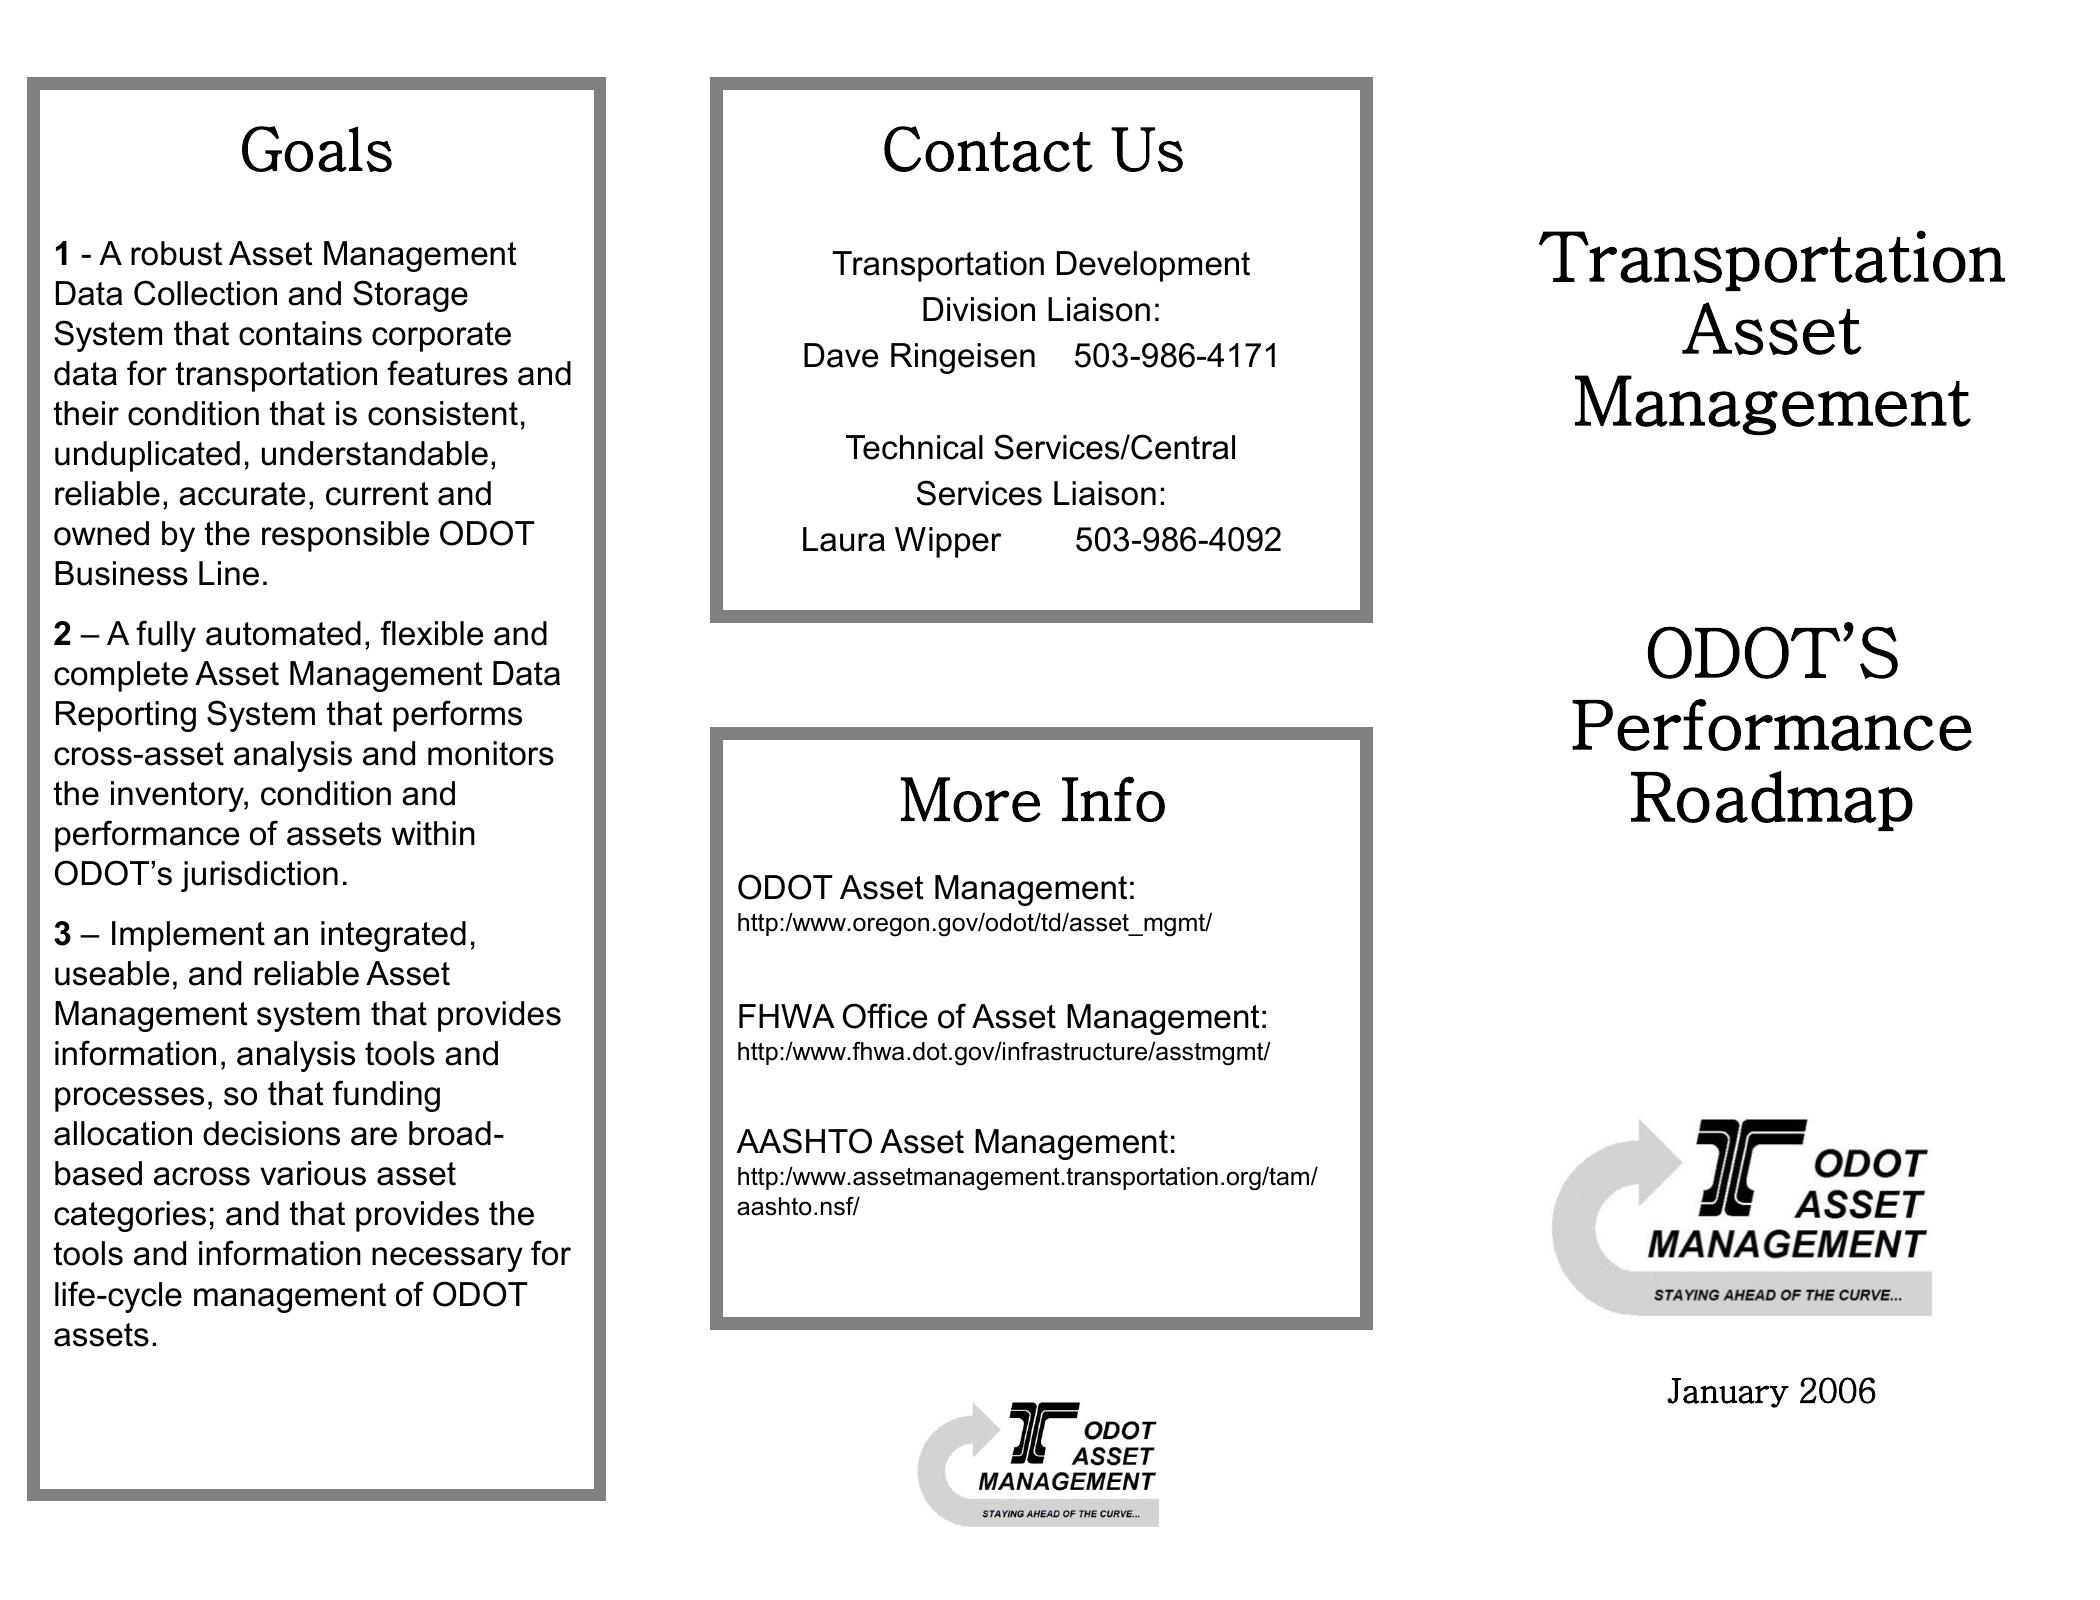 Goals
1 - A robust Asset Management
Data Collection and Storage
System that contains corporate
data for transportation features and
their condition that is consistent,
unduplicated, understandable,
reliable, accurate, current and
owned by the responsible ODOT
Business Line.
2 – A fully automated, flexible and
complete Asset Management Data
Reporting System that performs
cross-asset analysis and monitors
the inventory, condition and
performance of assets within
ODOT’s jurisdiction.
3 – Implement an integrated,
useable, and reliable Asset
Management system that provides
information, analysis tools and
processes, so that funding
allocation decisions are broad-
based across various asset
categories; and that provides the
tools and information necessary for
life-cycle management of ODOT
assets.
Contact Us
Transportation Development
Division Liaison:
Dave Ringeisen 503-986-4171
Technical Services/Central
Services Liaison:
Laura Wipper 503-986-4092
More Info
ODOT Asset Management:
http:/www.oregon.gov/odot/td/asset_mgmt/
FHWA Office of Asset Management:
http:/www.fhwa.dot.gov/infrastructure/asstmgmt/
AASHTO Asset Management:
http:/www.assetmanagement.transportation.org/tam/
aashto.nsf/
ODOT
ASSET
MANAGEMENT
STAYING AHEAD OF THE CURVE...
Transportation
Asset
Management
ODOT’S
Performance
Roadmap
ODOT
ASSET
MANAGEMENT
STAYING AHEAD OF THE CURVE...
January 2006